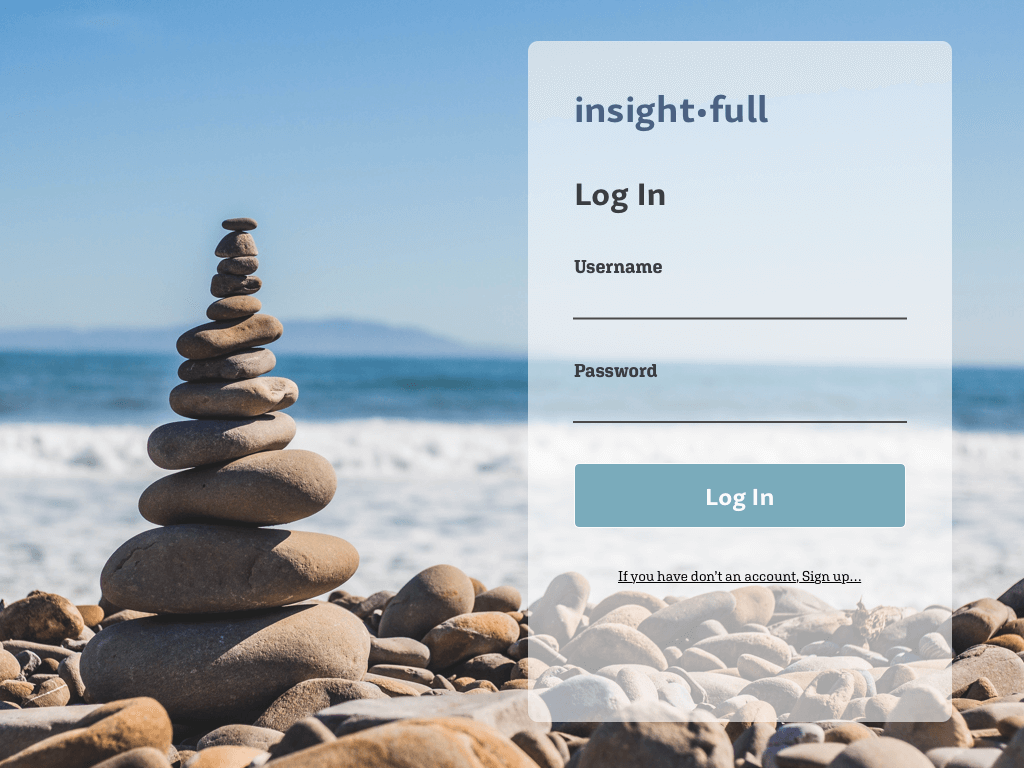 insight•full
Log In
Username
Password
Log In
If you have don't an account, Sign up...